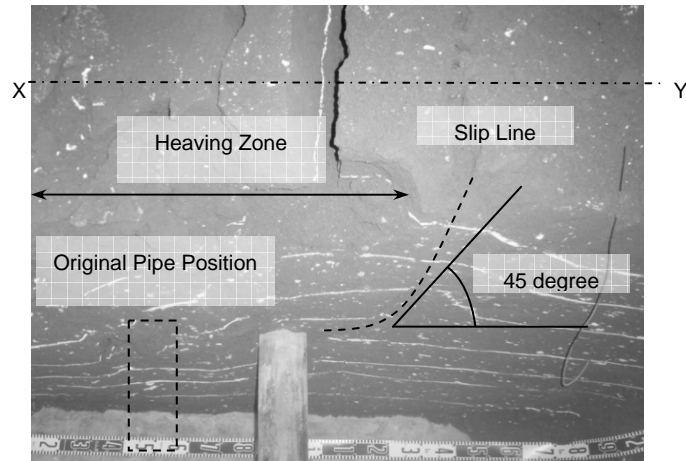 X
Y
Heaving Zone
Slip Line
Original Pipe Position
45 degree